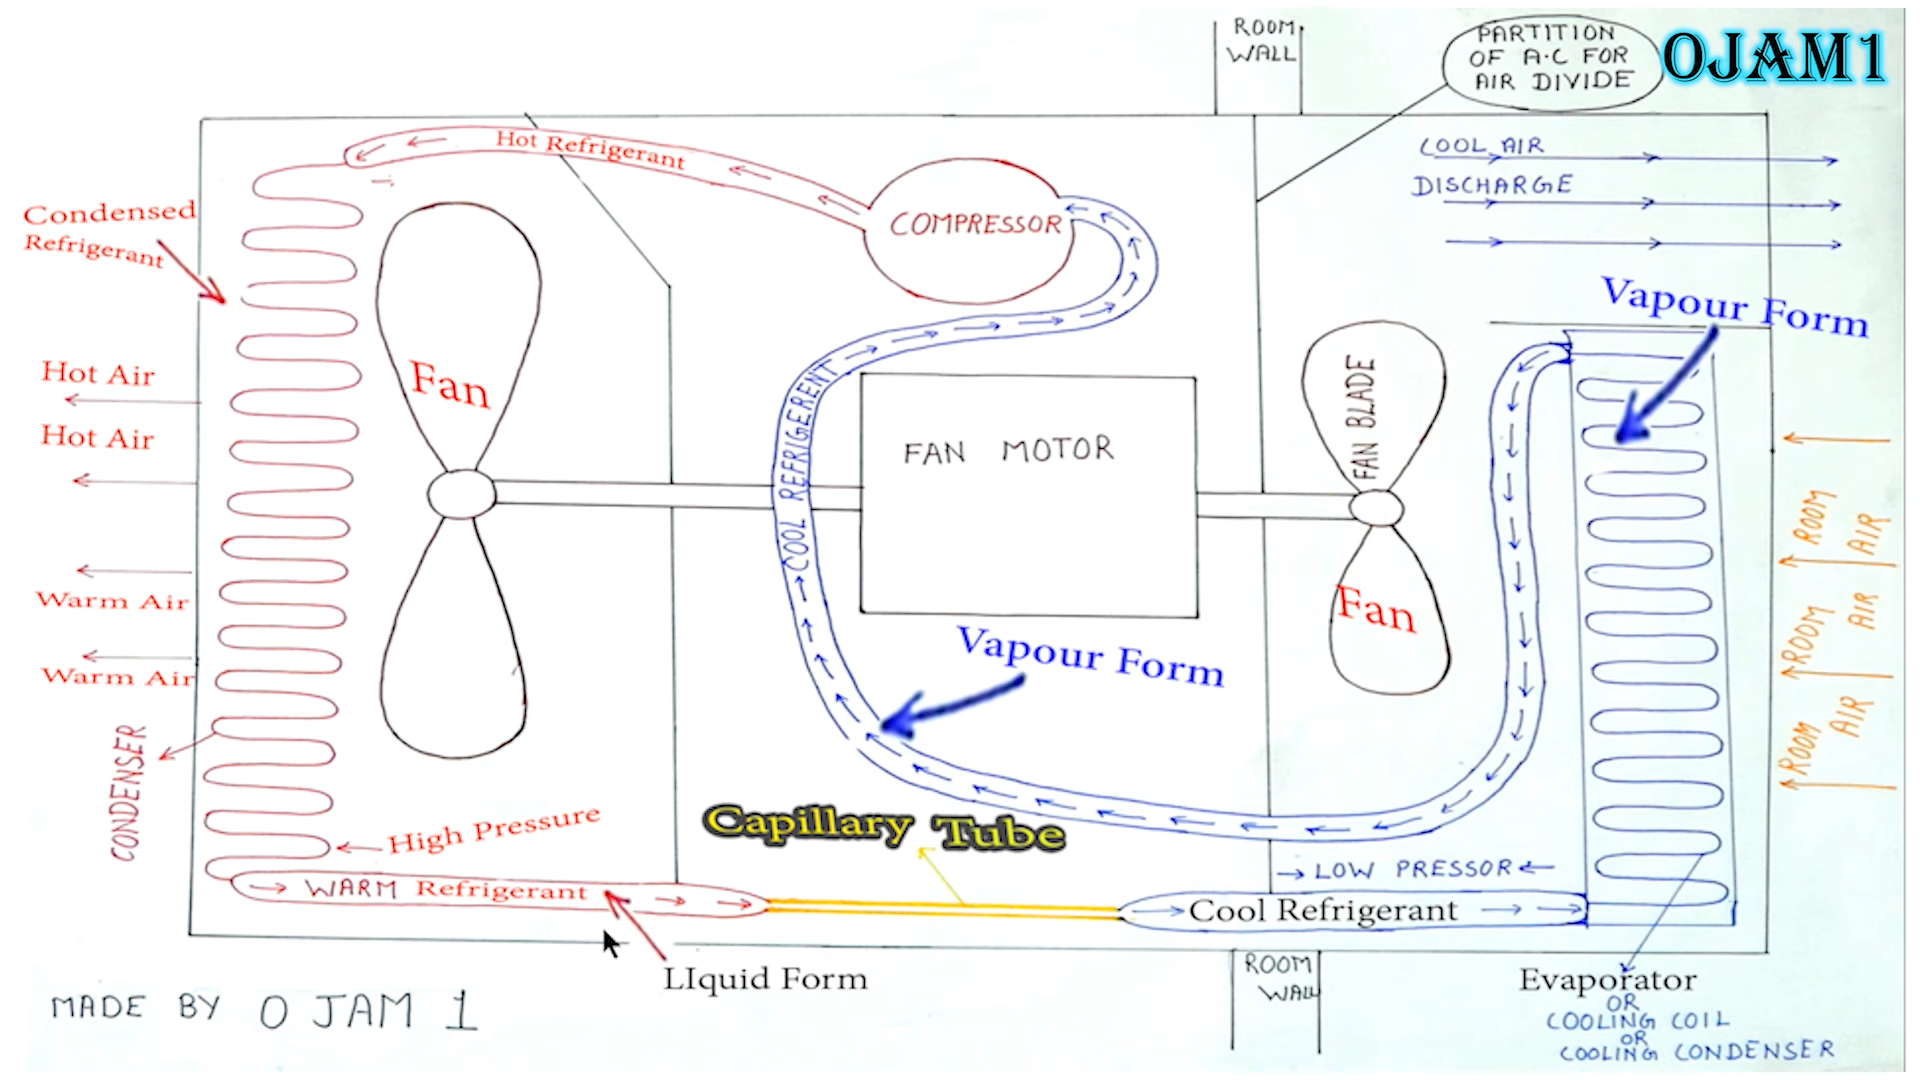 ROOM
WALL
PARTITION
OF A·C FOR
AIR DIVIDE
OJAM1
Hot Refrigerant
COOL AIR
DISCHARGE
Condensed
Refrigerant
COMPRESSOR
Vapour Form
Hot Air
Hot Air
Fan
COOL REFRIGERENT
FAN MOTOR
FAN BLADE
Fan
ROOM AIR
ROOM AIR
ROOM AIR
Warm Air
Warm Air
Vapour Form
CONDENSER
High Pressure
Capillary Tube
LOW PRESSOR
WARM Refrigerant
Cool Refrigerant
LIquid Form
ROOM
WALL
Evaporator
OR
COOLING COIL
OR
COOLING CONDENSER
MADE BY O JAM 1